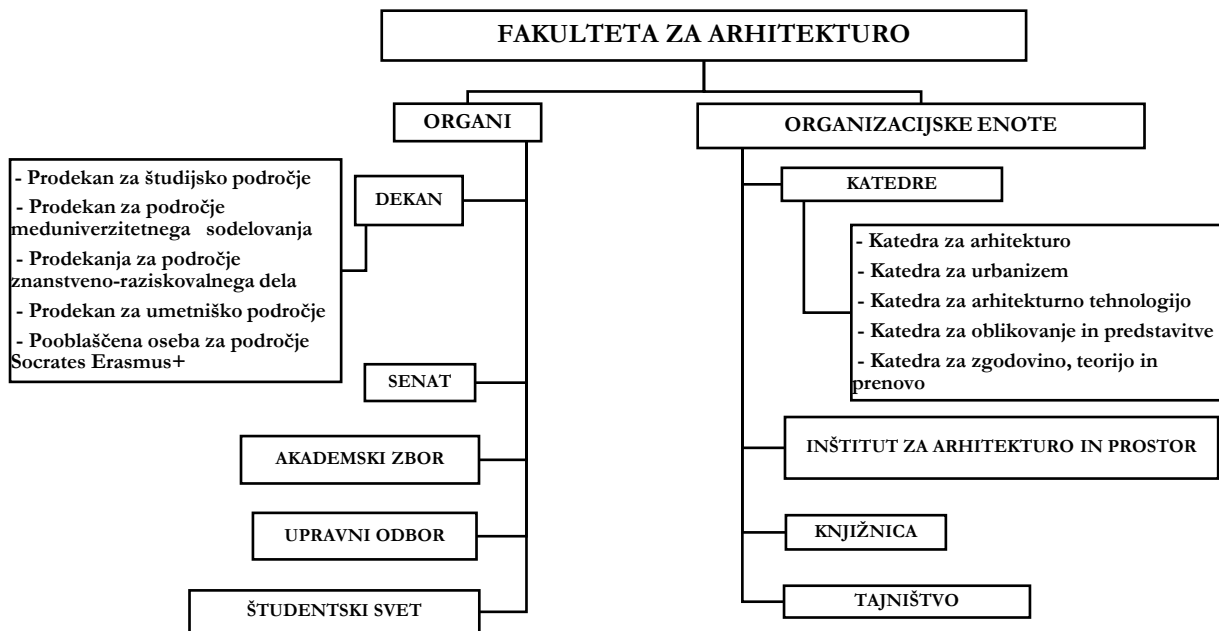 FAKULTETA ZA ARHITEKTURO
ORGANI
DEKAN
- Prodekan za študijsko področje
- Prodekan za področje
meduniverzitetnega sodelovanja
- Prodekanja za področje
znanstveno-raziskovalnega dela
- Prodekan za umetniško področje
- Pooblaščena oseba za področje
Socrates Erasmus+
SENAT
AKADEMSKI ZBOR
UPRAVNI ODBOR
ŠTUDENTSKI SVET
ORGANIZACIJSKE ENOTE
KATEDRE
- Katedra za arhitekturo
- Katedra za urbanizem
- Katedra za arhitekturno tehnologijo
- Katedra za oblikovanje in predstavitve
- Katedra za zgodovino, teorijo in
prenovo
INŠTITUT ZA ARHITEKTURO IN PROSTOR
KNJIŽNICA
TAJNIŠTVO